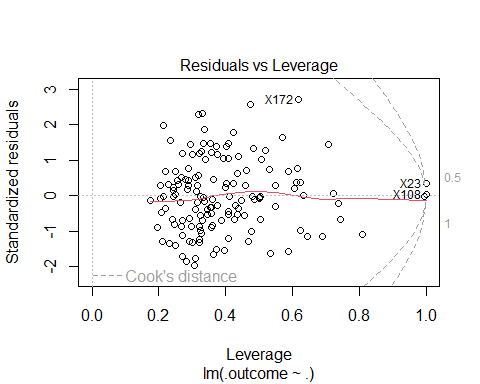 Residuals vs Leverage
Standardized residuals
3
2
1
0
-1
-2
X172
X23
X108
0.5
1
Cook's distance
0.0 0.2 0.4 0.6 0.8 1.0
Leverage
lm(.outcome ~ .)